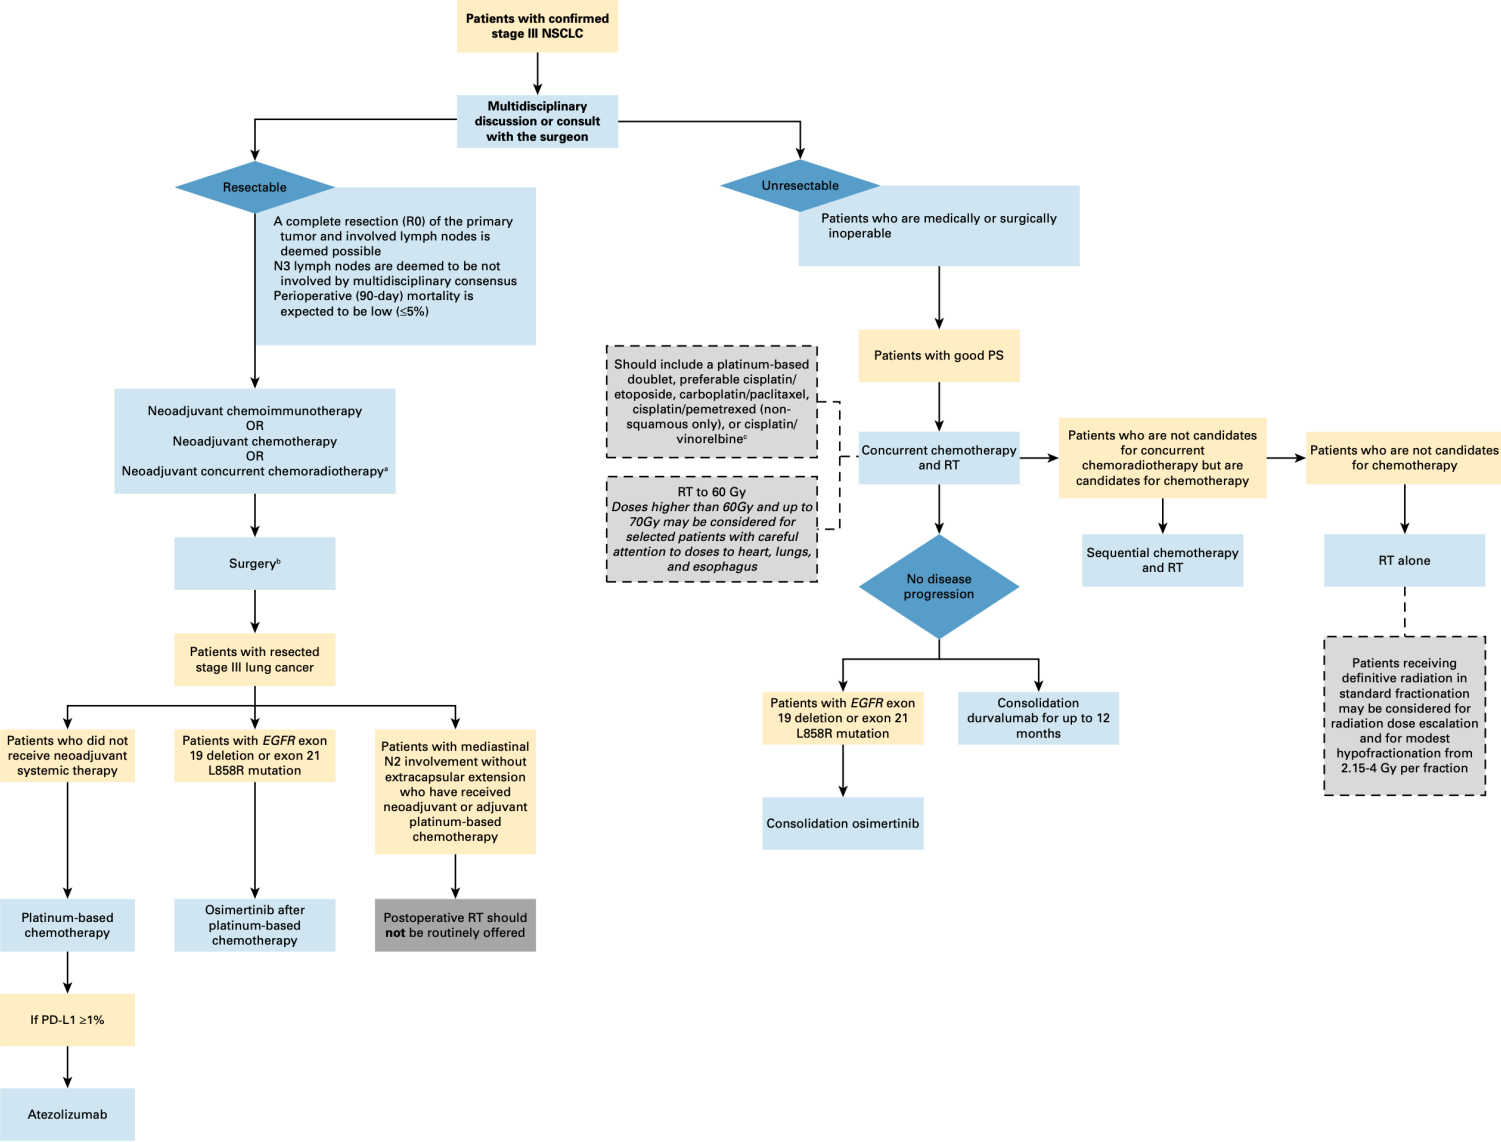 Patients with confirmed
stage III NSCLC
Multidisciplinary
discussion or consult
with the surgeon
Resectable
A complete resection (R0) of the primary
tumor and involved lymph nodes is
deemed possible
N3 lymph nodes are deemed to be not
involved by multidisciplinary consensus
Perioperative (90-day) mortality is
expected to be low (≤5%)
Neoadjuvant chemoimmunotherapy
OR
Neoadjuvant chemotherapy
OR
Neoadjuvant concurrent chemoradiotherapyᵃ
Surgeryᵇ
Patients with resected
stage III lung cancer
Patients who did not
receive neoadjuvant
systemic therapy
Patients with EGFR exon
19 deletion or exon 21
L858R mutation
Patients with mediastinal
N2 involvement without
extracapsular extension
who have received
neoadjuvant or adjuvant
platinum-based
chemotherapy
Platinum-based
chemotherapy
Osimertinib after
platinum-based
chemotherapy
Postoperative RT should
not be routinely offered
If PD-L1 ≥1%
Atezolizumab
Unresectable
Patients who are medically or surgically
inoperable
Patients with good PS
Should include a platinum-based
doublet, preferable cisplatin/
etoposide, carboplatin/paclitaxel,
cisplatin/pemetrexed (non-
squamous only), or cisplatin/
vinorelbineᶜ
RT to 60 Gy
Doses higher than 60Gy and up to
70Gy may be considered for
selected patients with careful
attention to doses to heart, lungs,
and esophagus
Concurrent chemotherapy
and RT
Patients who are not candidates
for concurrent
chemoradiotherapy but are
candidates for chemotherapy
Patients who are not candidates
for chemotherapy
Sequential chemotherapy
and RT
RT alone
No disease
progression
Patients with EGFR exon
19 deletion or exon 21
L858R mutation
Consolidation
durvalumab for up to 12
months
Consolidation osimertinib
Patients receiving
definitive radiation in
standard fractionation
may be considered for
radiation dose escalation
and for modest
hypofractionation from
2.15-4 Gy per fraction